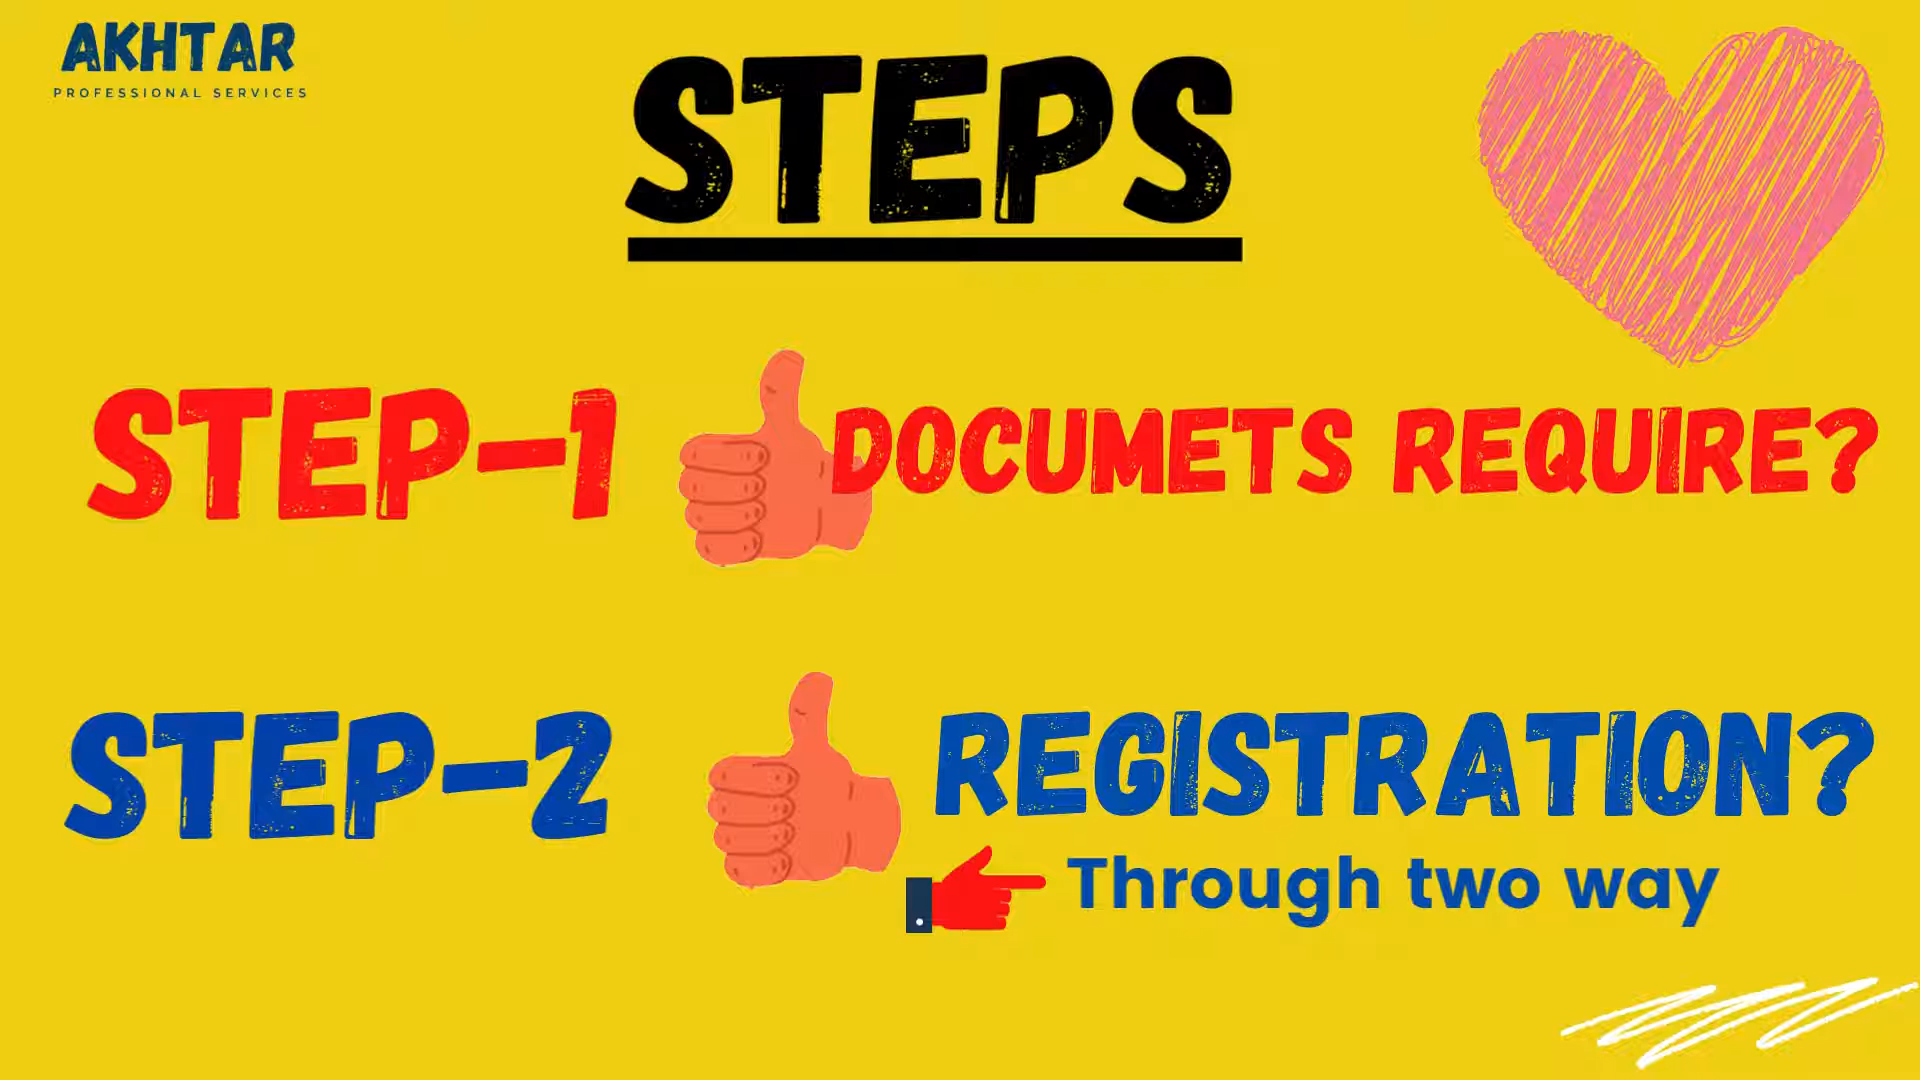 AKHTAR
PROFESSIONAL SERVICES
STEPS
STEP-1 DOCUMETS REQUIRE?
STEP-2 REGISTRATION?
Through two way